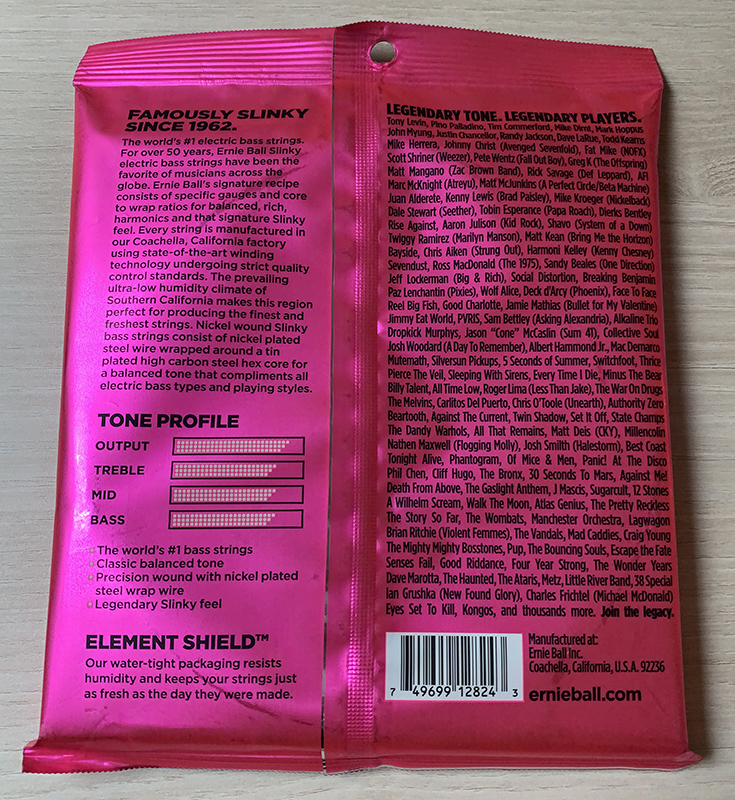 FAMOUSLY SLINKY
SINCE 1962.
The world's #1 electric bass strings.
For over 50 years, Ernie Ball Slinky
electric bass strings have been the
favorite of musicians across the
globe. Ernie Ball's signature recipe
consists of specific gauges and core
to wrap ratios for balanced, rich,
harmonics and that signature Slinky
feel. Every string is manufactured in
our Coachella, California factory
using state-of-the-art winding
technology undergoing strict quality
control standards. The prevailing
ultra-low humidity climate of
Southern California makes this region
perfect for producing the finest and
freshest strings. Nickel wound Slinky
bass strings consist of nickel plated
steel wire wrapped around a tin
plated high carbon steel hex core for
a balanced tone that compliments all
electric bass types and playing styles.
TONE PROFILE
OUTPUT
TREBLE
MID
BASS
The world's #1 bass strings
Classic balanced tone
Precision wound with nickel plated
steel wrap wire
Legendary Slinky feel
ELEMENT SHIELD™
Our water-tight packaging resists
humidity and keeps your strings just
as fresh as the day they were made.
LEGENDARY TONE. LEGENDARY PLAYERS.
Tony Levin, Pino Palladino, Tim Commerford, Mike Dirnt, Mark Hoppus
John Myung, Justin Chancellor, Randy Jackson, Dave LaRue, Todd Kearns
Mike Herrera, Johnny Christ (Avenged Sevenfold), Fat Mike (NOFX)
Scott Shriner (Weezer), Pete Wentz (Fall Out Boy), Greg K (The Offspring)
Matt Mangano (Zac Brown Band), Rick Savage (Def Leppard), AFI
Marc McKnight (Atreyu), Matt McJunkins (A Perfect Circle/Beta Machine)
Juan Alderete, Kenny Lewis (Brad Paisley), Mike Kroeger (Nickelback)
Dale Stewart (Seether), Tobin Esperance (Papa Roach), Dierks Bentley
Rise Against, Aaron Julison (Kid Rock), Shavo (System of a Down)
Twiggy Ramirez (Marilyn Manson), Matt Kean (Bring Me the Horizon)
Bayside, Chris Aiken (Strung Out), Harmoni Kelley (Kenny Chesney)
Sevendust, Ross MacDonald (The 1975), Sandy Beales (One Direction)
Jeff Lockerman (Big & Rich), Social Distortion, Breaking Benjamin
Paz Lenchantin (Pixies), Wolf Alice, Deck d'Arcy (Phoenix), Face To Face
Reel Big Fish, Good Charlotte, Jamie Mathias (Bullet for My Valentine)
Jimmy Eat World, PVRIS, Sam Bettley (Asking Alexandria), Alkaline Trio
Dropkick Murphys, Jason "Cone" McCaslin (Sum 41), Collective Soul
Josh Woodard (A Day To Remember), Albert Hammond Jr., Mac Demarco
Mutemath, Silversun Pickups, 5 Seconds of Summer, Switchfoot, Thrice
Pierce The Veil, Sleeping With Sirens, Every Time I Die, Minus The Bear
Billy Talent, All Time Low, Roger Lima (Less Than Jake), The War On Drugs
The Melvins, Carlitos Del Puerto, Chris O'Toole (Unearth), Authority Zero
Beartooth, Against The Current, Twin Shadow, Set It Off, State Champs
The Dandy Warhols, All That Remains, Matt Deis (CKY), Millencolin
Nathen Maxwell (Flogging Molly), Josh Smilth (Halestorm), Best Coast
Tonight Alive, Phantogram, Of Mice & Men, Panic! At The Disco
Phil Chen, Cliff Hugo, The Bronx, 30 Seconds To Mars, Against Me!
Death From Above, The Gaslight Anthem, J Mascis, Sugarcult, 12 Stones
A Wilhelm Scream, Walk The Moon, Atlas Genius, The Pretty Reckless
The Story So Far, The Wombats, Manchester Orchestra, Lagwagon
Brian Ritchie (Violent Femmes), The Vandals, Mad Caddies, Craig Young
The Mighty Mighty Bosstones, Pup, The Bouncing Souls, Escape the Fate
Senses Fail, Good Riddance, Four Year Strong, The Wonder Years
Dave Marotta, The Haunted, The Ataris, Metz, Little River Band, 38 Special
Ian Grushka (New Found Glory), Charles Frichtel (Michael McDonald)
Eyes Set To Kill, Kongos, and thousands more. Join the legacy.
Manufactured at:
Ernie Ball Inc.
Coachella, California, U.S.A. 92236
ernieball.com
7 49699 12824 3